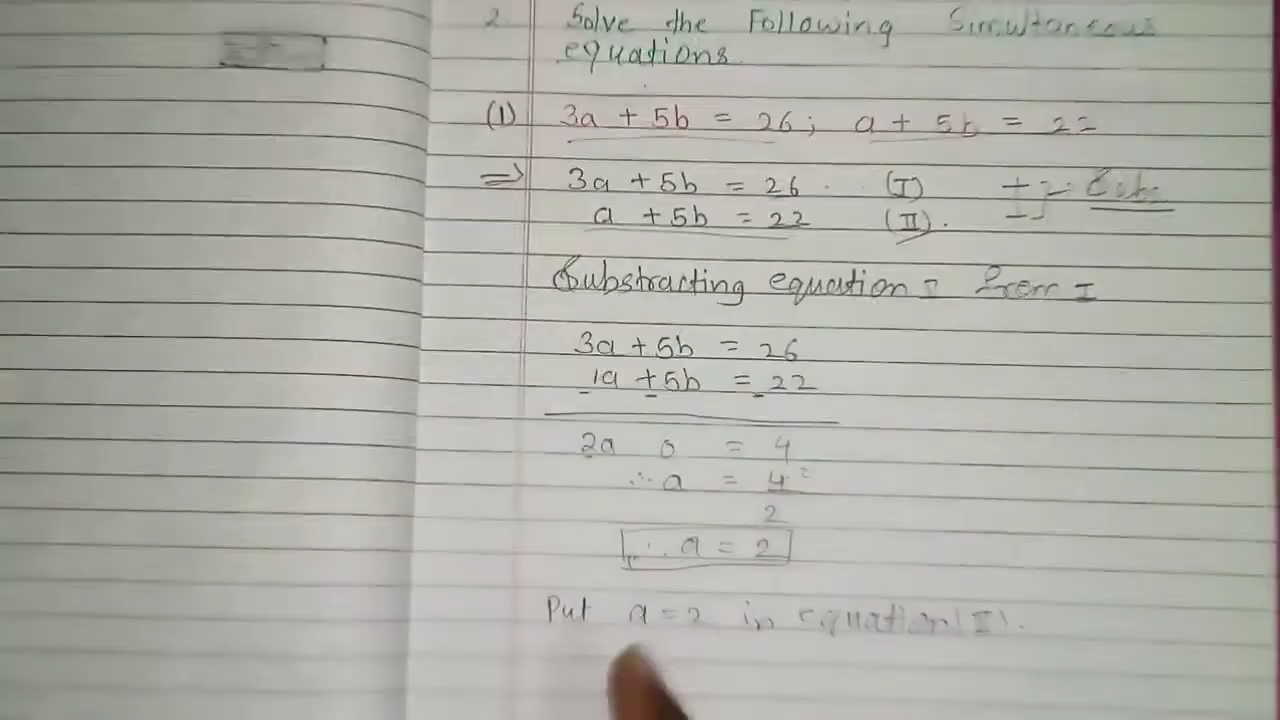 2 Solve the Following Simultaneous
equations
(1) 3a + 5b = 26; a + 5b = 22
⇒ 3a + 5b = 26 (I) + -
a + 5b = 22 (II).
Substracting equation I from I
3a + 5b = 26
1a + 5b = 22
- - -
2a 0 = 4
∴ a = 4 2
2
∴ a = 2
Put a = 2 in equation (I).